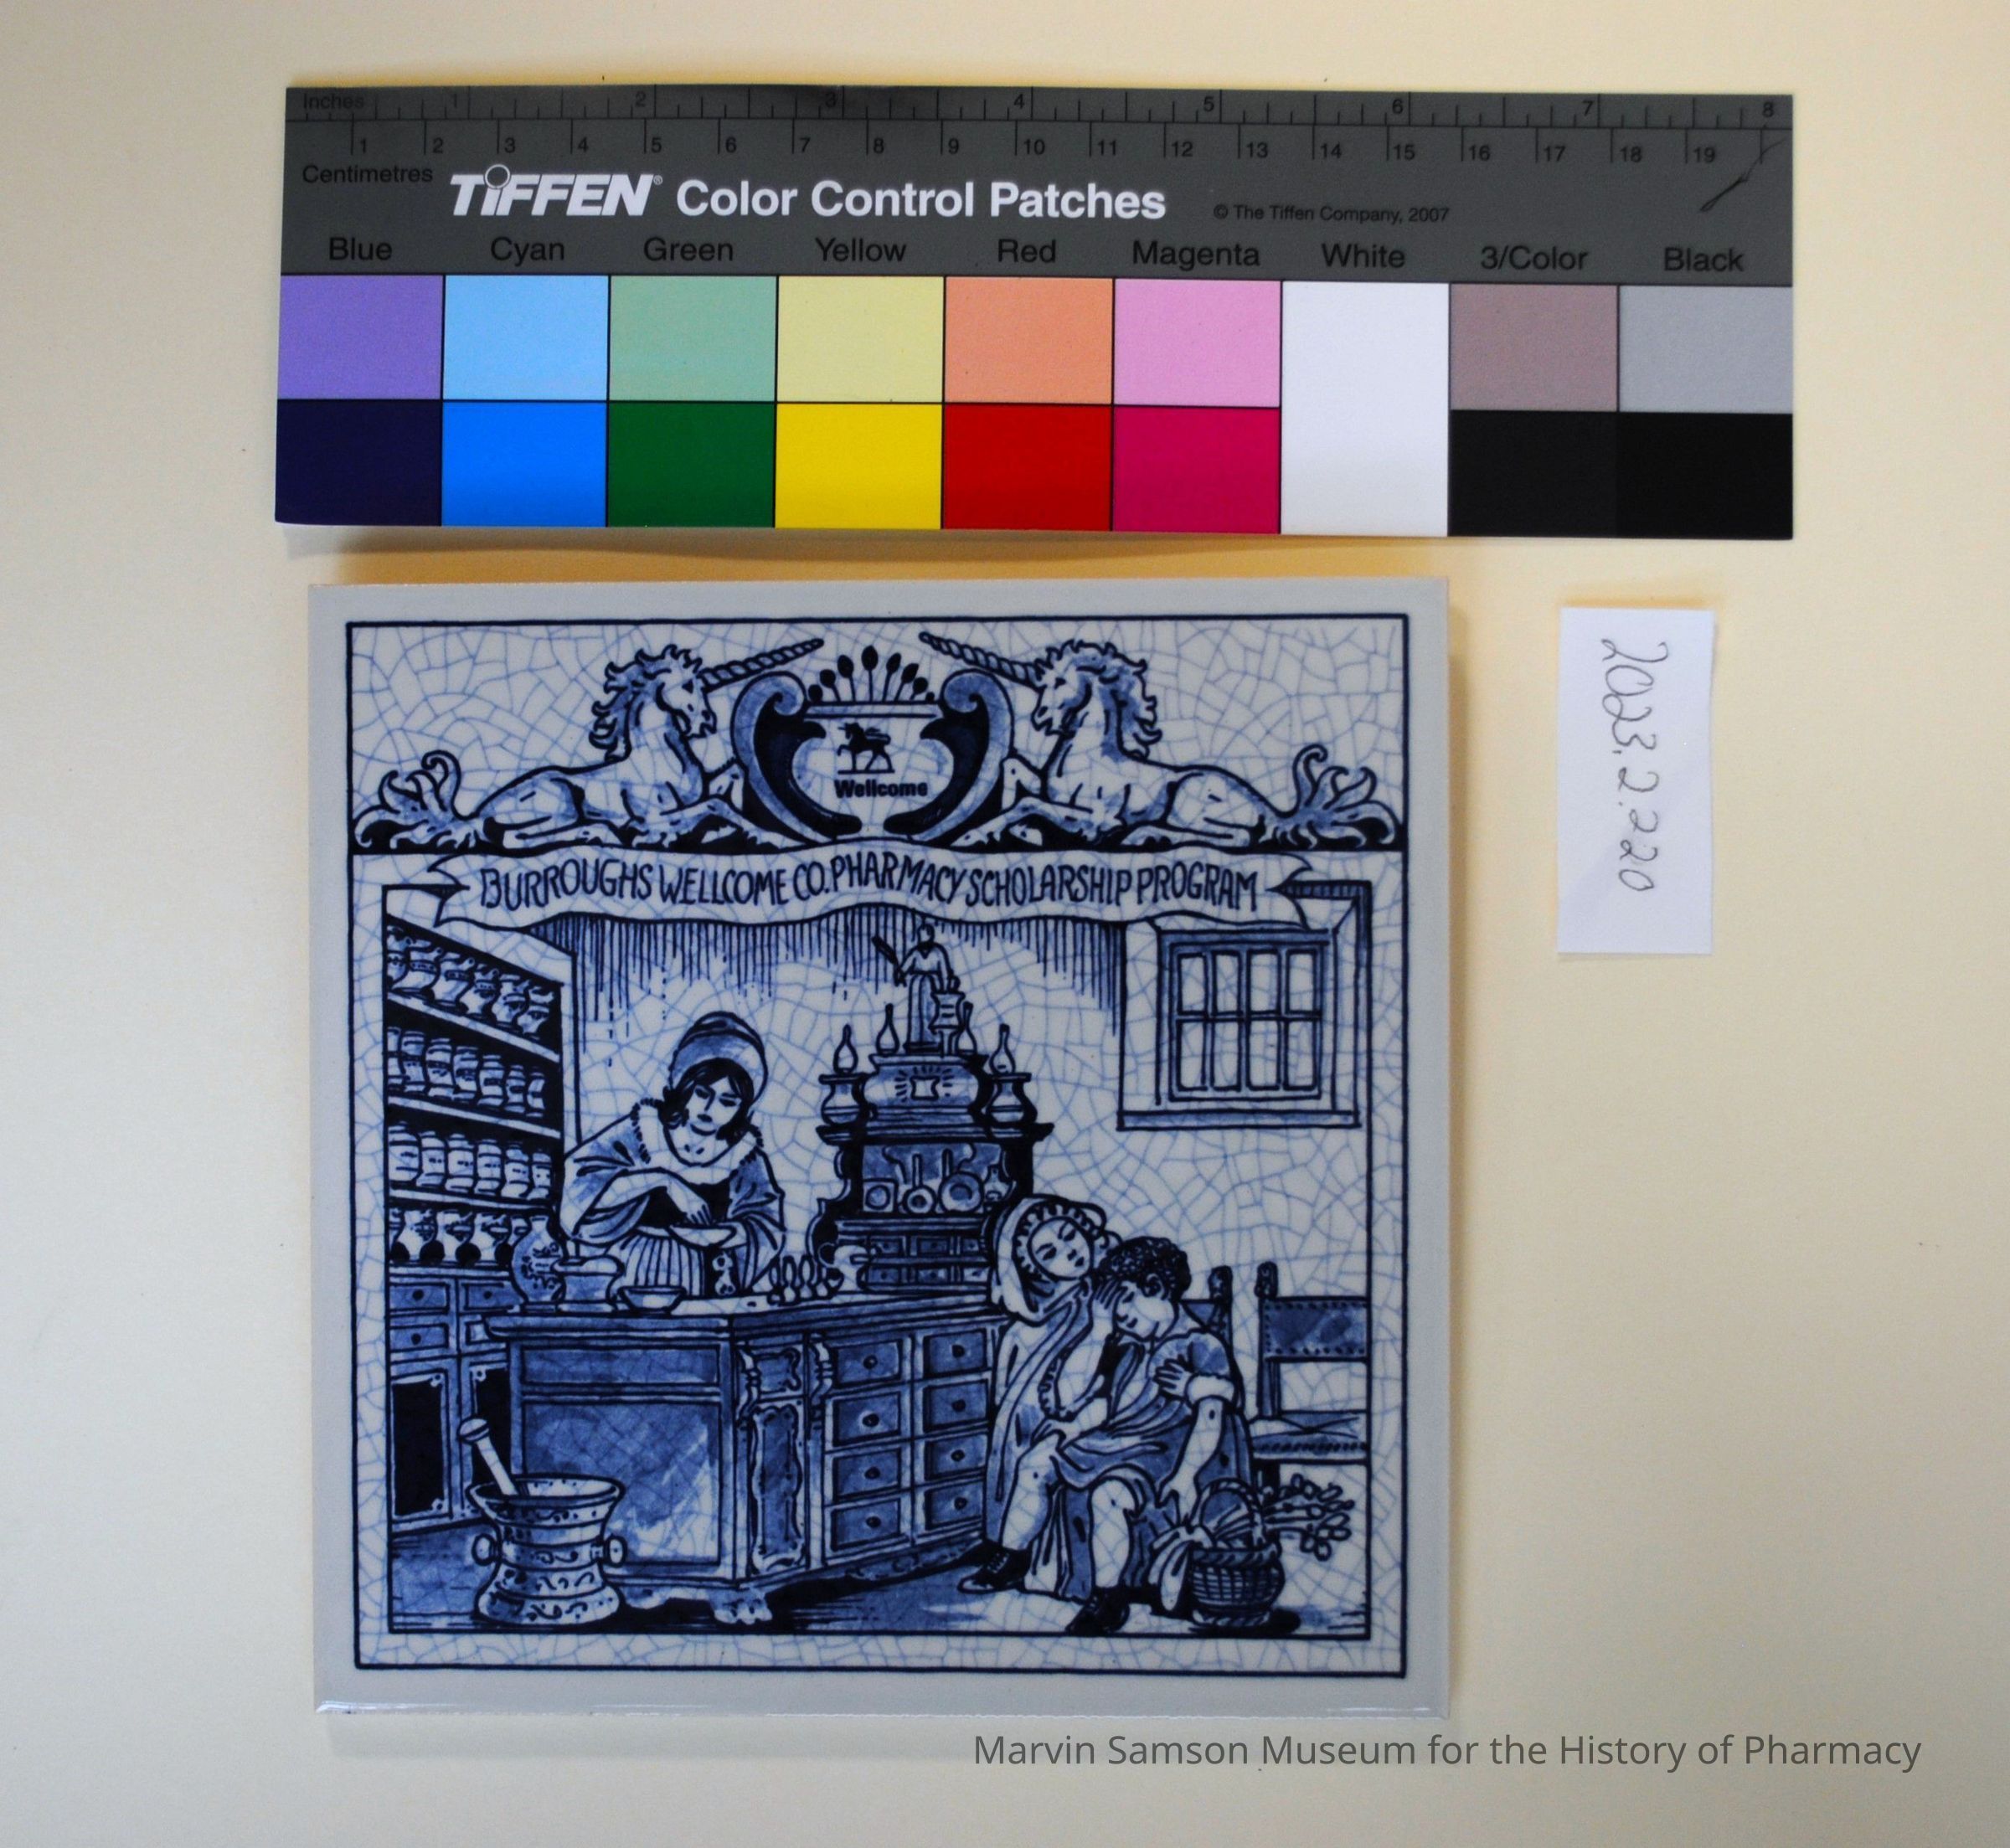 Inches 1 2 3 4 5 6 7 8
1 2 3 4 5 6 7 8 9 10 11 12 13 14 15 16 17 18 19
Centimetres
TIFFEN® Color Control Patches © The Tiffen Company, 2007
Blue Cyan Green Yellow Red Magenta White 3/Color Black
2023.2.220
Wellcome
BURROUGHS WELLCOME CO. PHARMACY SCHOLARSHIP PROGRAM
Marvin Samson Museum for the History of Pharmacy